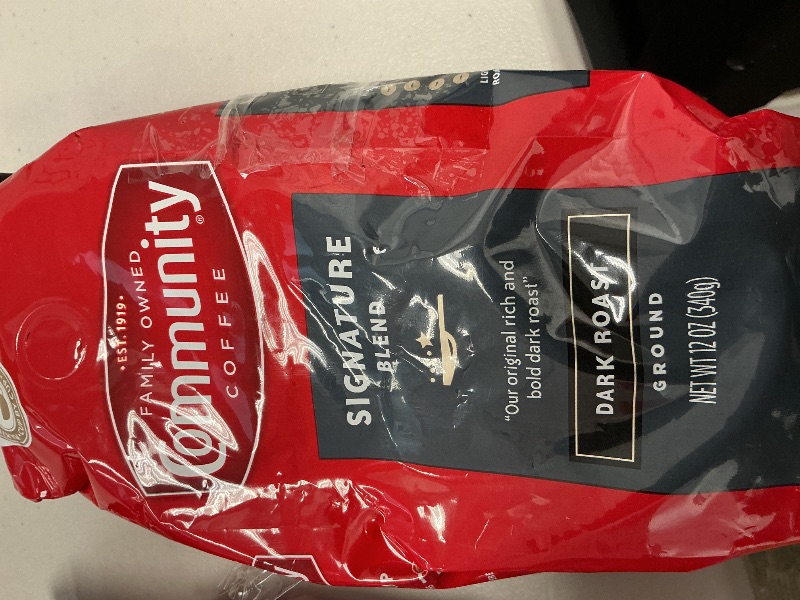 •EST. 1919•
FAMILY OWNED
Community®
COFFEE
SIGNATURE
BLEND
"Our original rich and
bold dark roast"
DARK ROAST
GROUND
NET WT 12 OZ (340g)